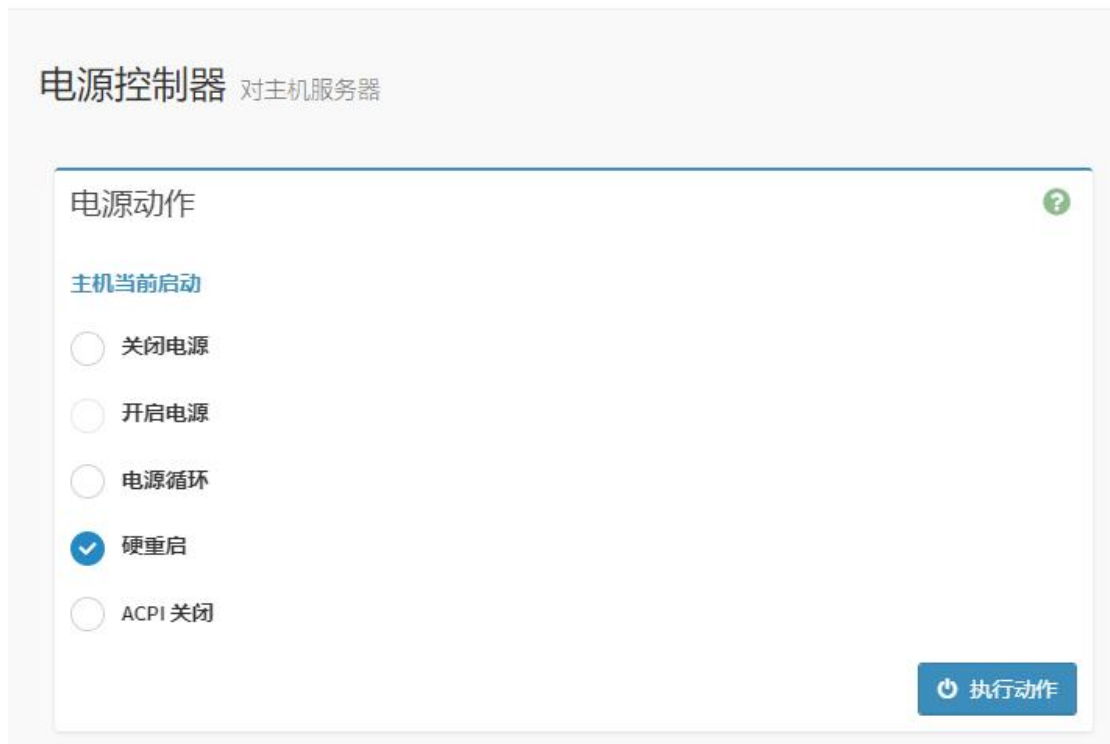 电源控制器 对主机服务器
电源动作
主机当前启动
关闭电源
开启电源
电源循环
硬重启
ACPI 关闭
执行动作